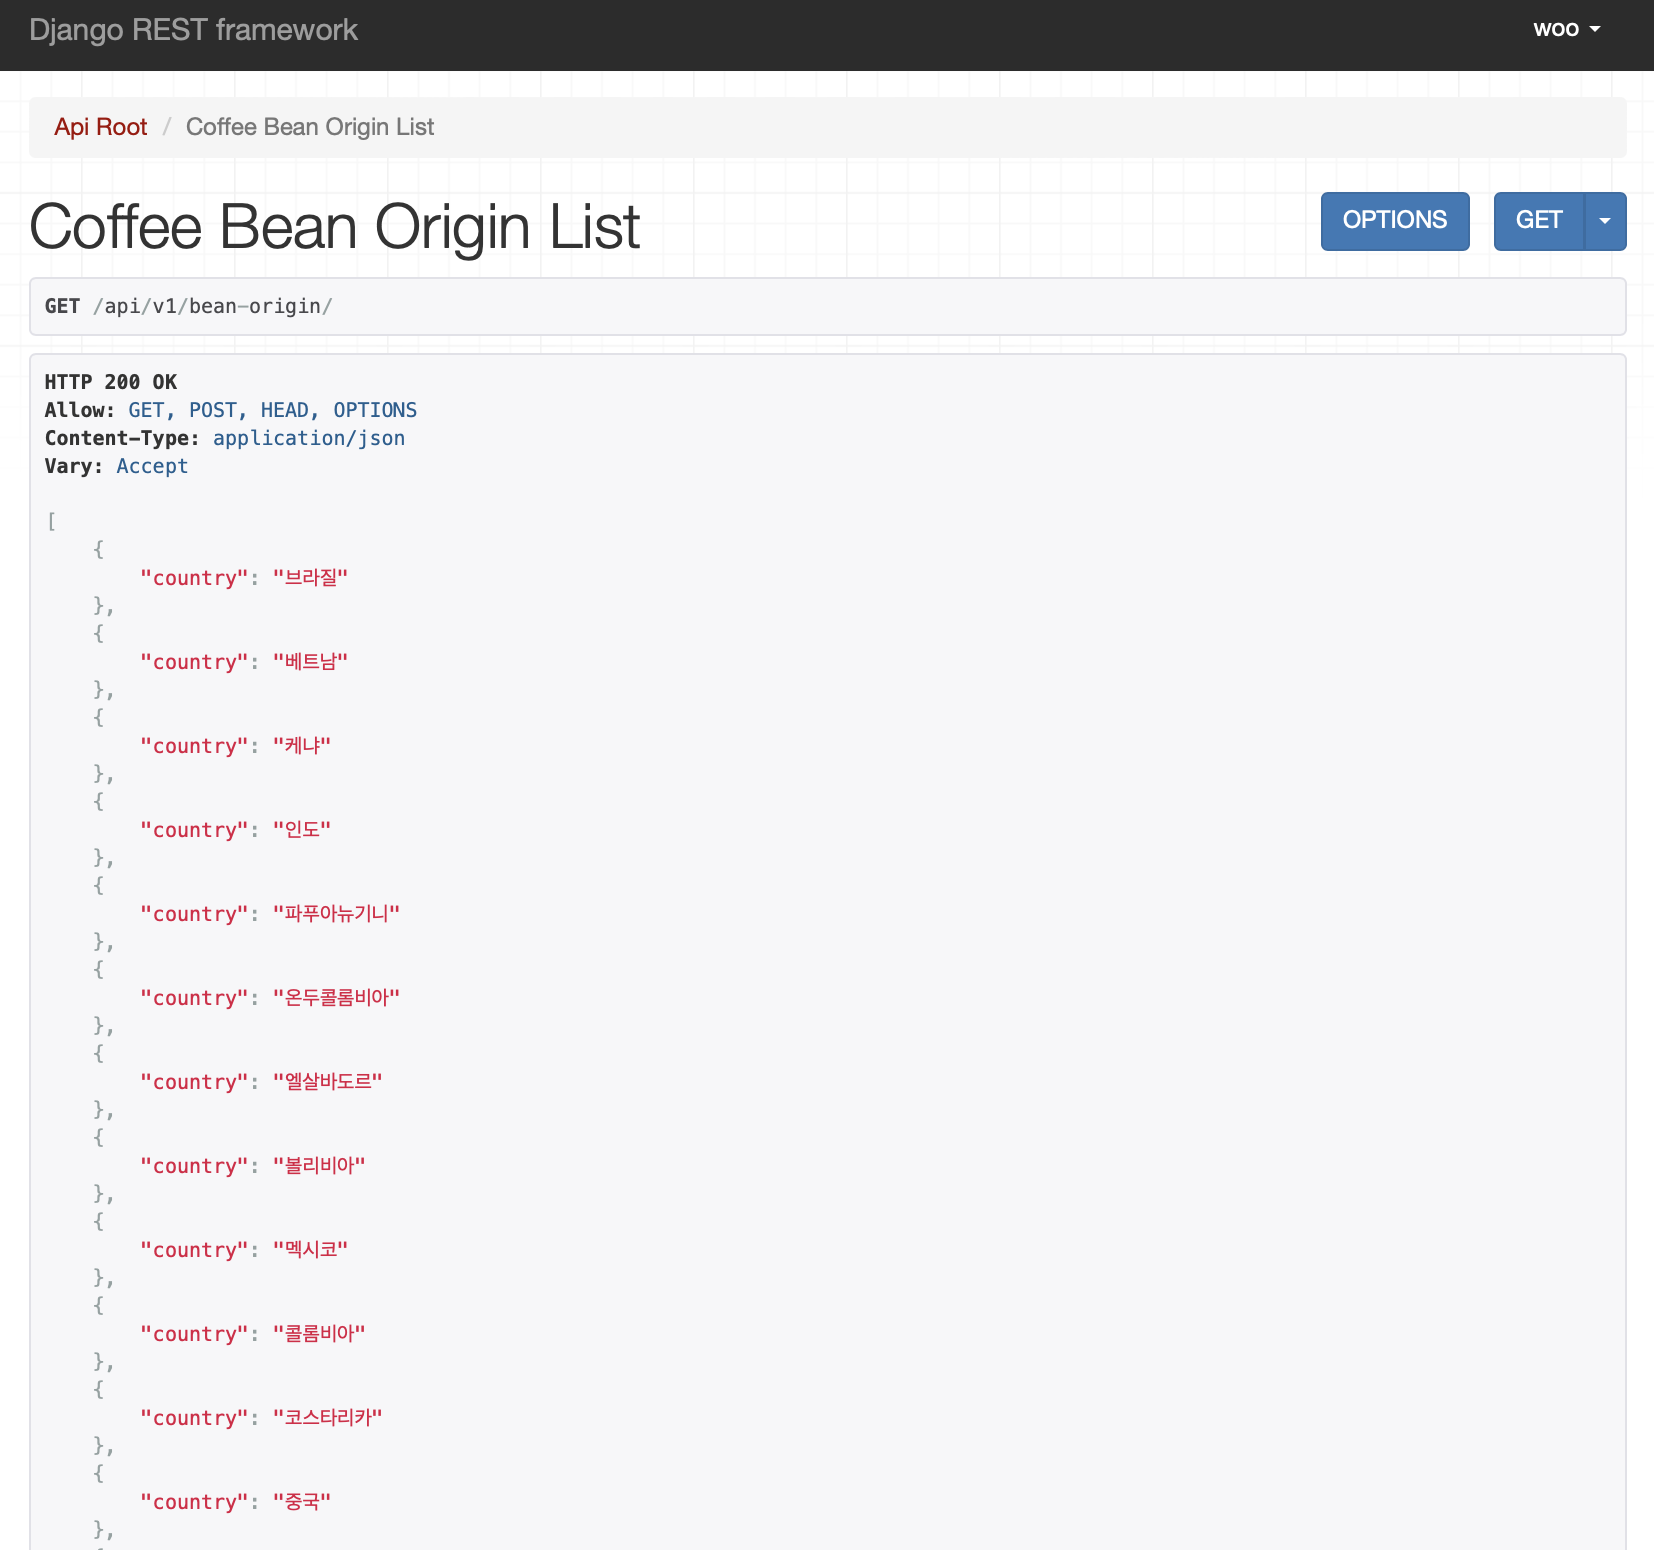 Django REST framework
woo
Api Root / Coffee Bean Origin List
Coffee Bean Origin List
OPTIONS
GET
GET /api/v1/bean-origin/
HTTP 200 OK
Allow: GET, POST, HEAD, OPTIONS
Content-Type: application/json
Vary: Accept
[
{
"country": "브라질"
},
{
"country": "베트남"
},
{
"country": "케냐"
},
{
"country": "인도"
},
{
"country": "파푸아뉴기니"
},
{
"country": "온두콜롬비아"
},
{
"country": "엘살바도르"
},
{
"country": "볼리비아"
},
{
"country": "멕시코"
},
{
"country": "콜롬비아"
},
{
"country": "코스타리카"
},
{
"country": "중국"
},